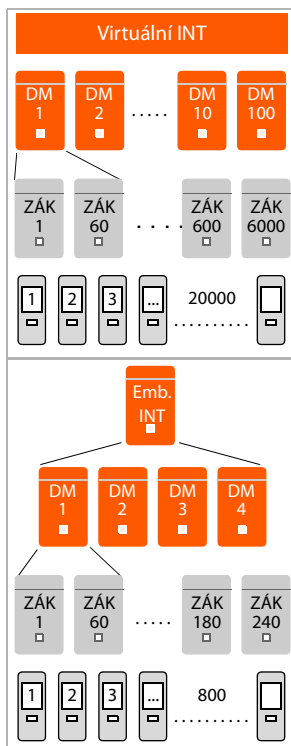 Virtuální INT
DM 1
DM 2
.....
DM 10
DM 100
ZÁK 1
ZÁK 60
. . . .
ZÁK 600
ZÁK 6000
1
2
3
...
20000
..........
Emb. INT
DM 1
DM 2
DM 3
DM 4
ZÁK 1
ZÁK 60
.....
ZÁK 180
ZÁK 240
1
2
3
...
800
..........